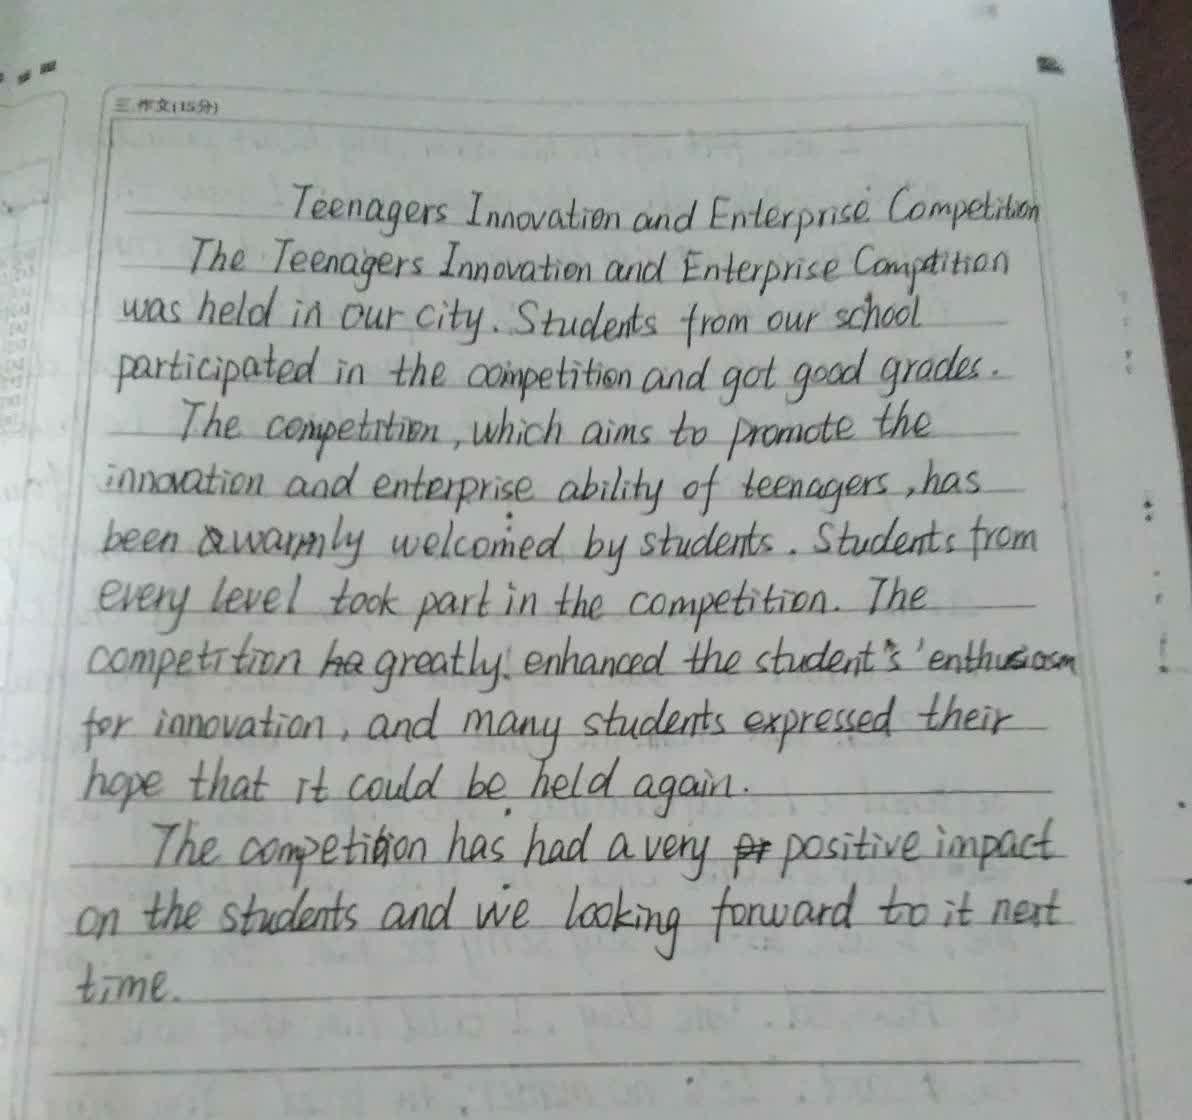 三 作文(15分)
Teenagers Innovation and Enterprise Competition
The Teenagers Innovation and Enterprise Competition
was held in our city. Students from our school
participated in the competition and got good grades.
The competition, which aims to promote the
innovation and enterprise ability of teenagers, has
been warmly welcomed by students. Students from
every level took part in the competition. The
competition greatly enhanced the student's' enthusiasm
for innovation, and many students expressed their
hope that it could be held again.
The competition has had a very positive impact
on the students and we looking forward to it next
time.